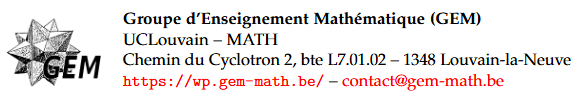 Groupe d'Enseignement Mathématique (GEM)
UCLouvain – MATH
GEM
Chemin du Cyclotron 2, bte L7.01.02 – 1348 Louvain-la-Neuve
https://wp.gem-math.be/ – contact@gem-math.be